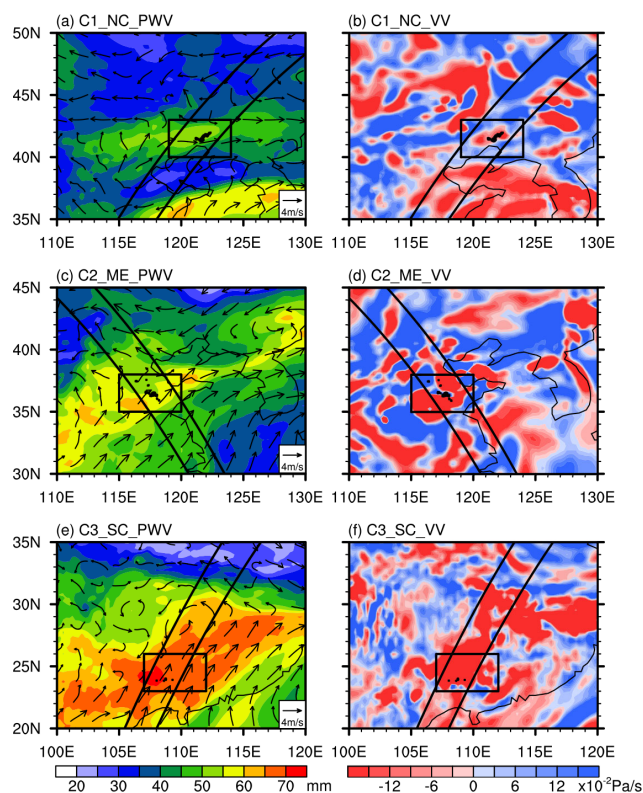 (a) C1_NC_PWV
(b) C1_NC_VV
50N
45N
40N
35N
4m/s
110E 115E 120E 125E 130E
110E 115E 120E 125E 130E
(c) C2_ME_PWV
(d) C2_ME_VV
45N
40N
35N
30N
4m/s
110E 115E 120E 125E 130E
110E 115E 120E 125E 130E
(e) C3_SC_PWV
(f) C3_SC_VV
35N
30N
25N
20N
4m/s
100E 105E 110E 115E 120E
100E 105E 110E 115E 120E
20 30 40 50 60 70 mm
-12 -6 0 6 12 x10-2Pa/s